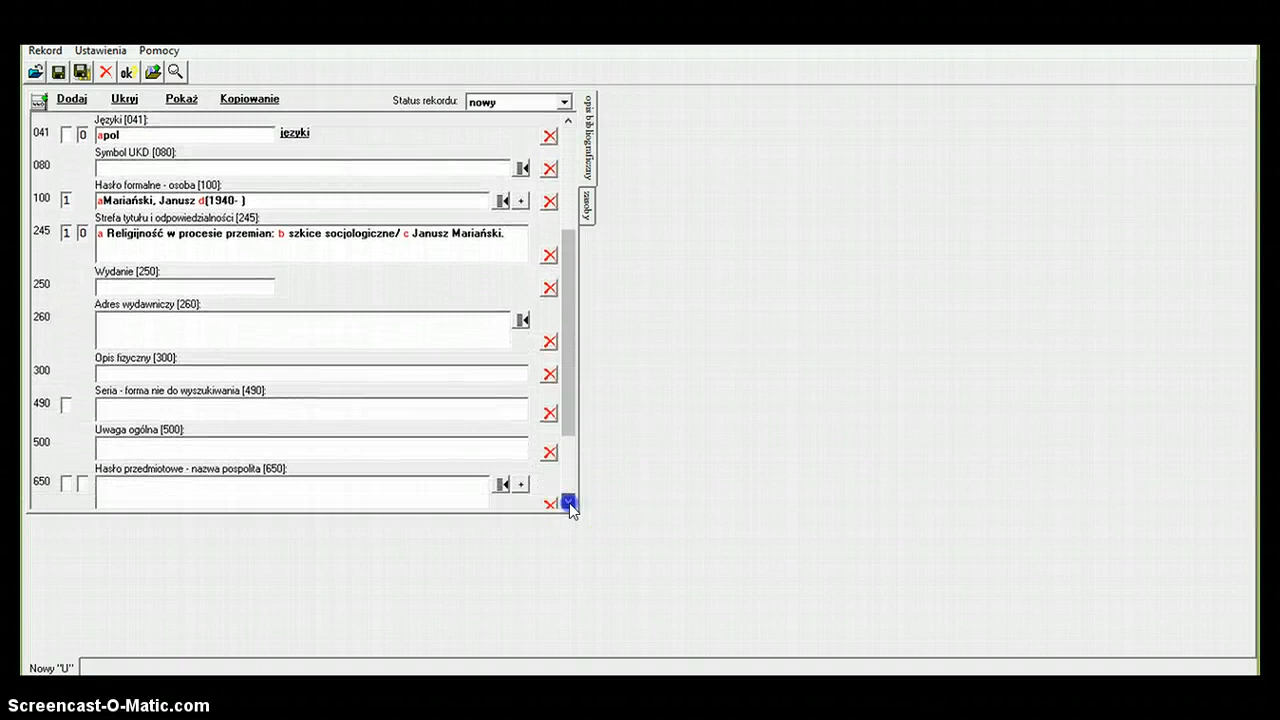 Rekord Ustawienia Pomocy
ok?
Dodaj Ukryj Pokaż Kopiowanie Status rekordu: nowy
opis bibliograficzny
zasoby
Języki [041]:
041 0 apol języki
Symbol UKD [080]:
080
Hasło formalne - osoba [100]:
100 1 aMariański, Janusz d(1940- )
Strefa tytułu i odpowiedzialności [245]:
245 1 0 a Religijność w procesie przemian: b szkice socjologiczne/ c Janusz Mariański.
Wydanie [250]:
250
Adres wydawniczy [260]:
260
Opis fizyczny [300]:
300
Seria - forma nie do wyszukiwania [490]:
490
Uwaga ogólna [500]:
500
Hasło przedmiotowe - nazwa pospolita [650]:
650
Nowy "U"
Screencast-O-Matic.com